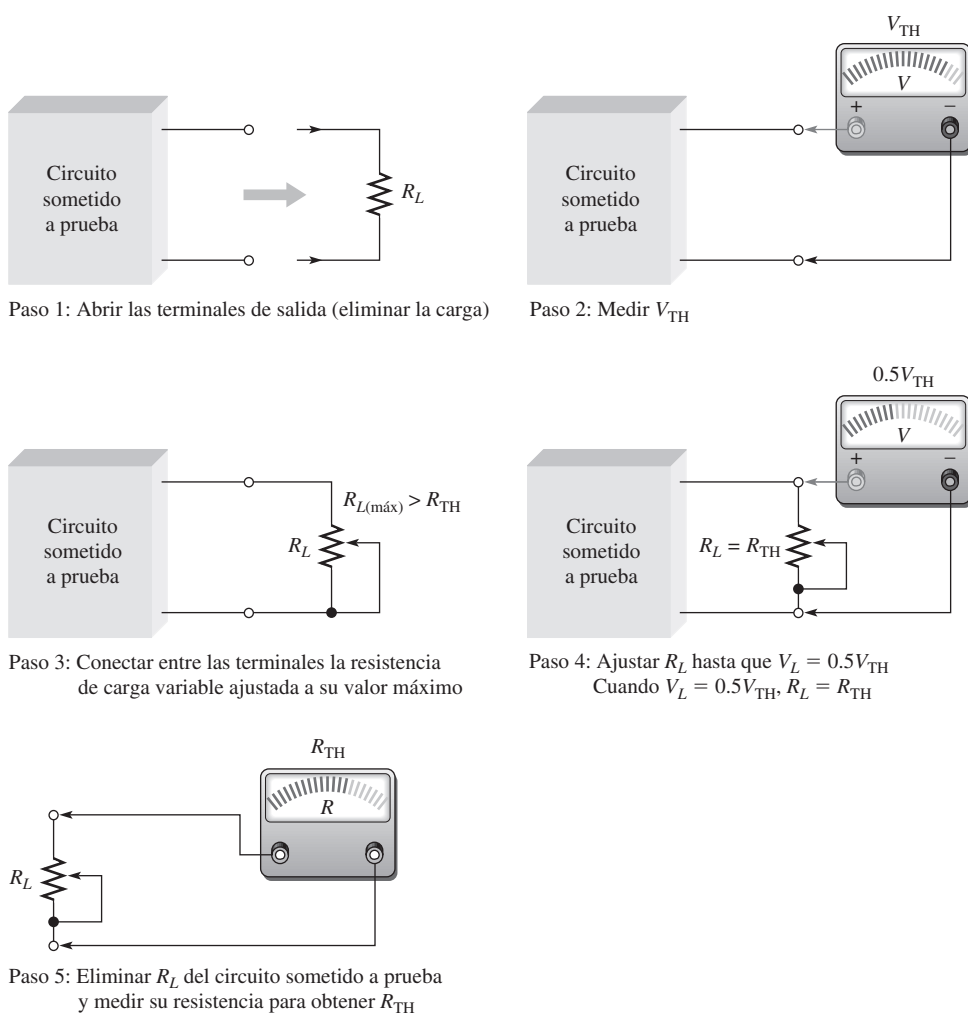 V_TH
V
+ −
Circuito
sometido
a prueba
R_L
Circuito
sometido
a prueba
Paso 1: Abrir las terminales de salida (eliminar la carga)
Paso 2: Medir V_TH
0.5V_TH
V
+ −
Circuito
sometido
a prueba
R_L(máx) > R_TH
R_L
Circuito
sometido
a prueba
R_L = R_TH
Paso 3: Conectar entre las terminales la resistencia
de carga variable ajustada a su valor máximo
Paso 4: Ajustar R_L hasta que V_L = 0.5V_TH
Cuando V_L = 0.5V_TH, R_L = R_TH
R_TH
R
R_L
Paso 5: Eliminar R_L del circuito sometido a prueba
y medir su resistencia para obtener R_TH